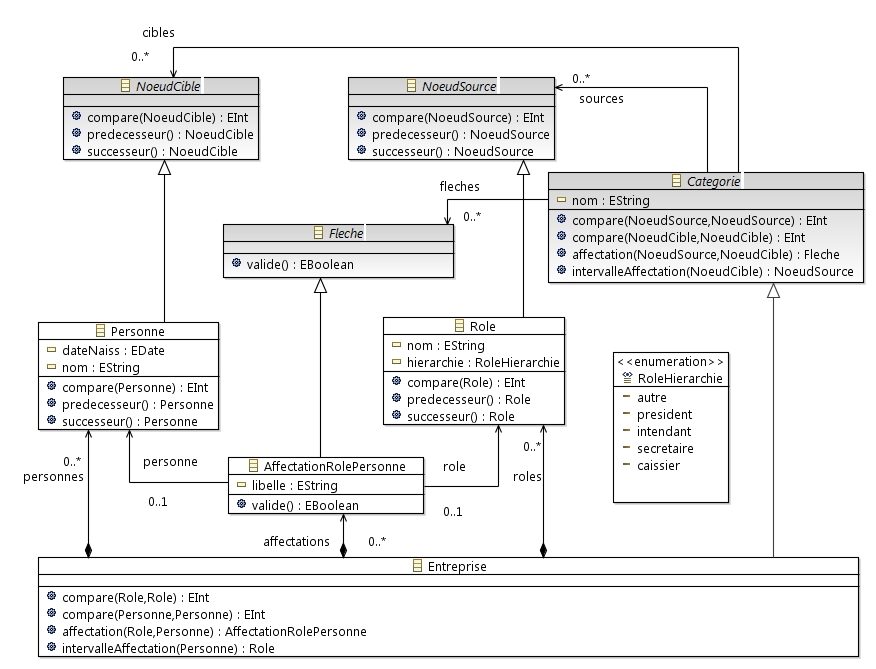 cibles
0..*
NoeudCible
compare(NoeudCible) : EInt
predecesseur() : NoeudCible
successeur() : NoeudCible
NoeudSource
compare(NoeudSource) : EInt
predecesseur() : NoeudSource
successeur() : NoeudSource
0..*
sources
Categorie
nom : EString
compare(NoeudSource,NoeudSource) : EInt
compare(NoeudCible,NoeudCible) : EInt
affectation(NoeudSource,NoeudCible) : Fleche
intervalleAffectation(NoeudCible) : NoeudSource
fleches
0..*
Fleche
valide() : EBoolean
Personne
dateNaiss : EDate
nom : EString
compare(Personne) : EInt
predecesseur() : Personne
successeur() : Personne
Role
nom : EString
hierarchie : RoleHierarchie
compare(Role) : EInt
predecesseur() : Role
successeur() : Role
<<enumeration>>
RoleHierarchie
autre
president
intendant
secretaire
caissier
0..*
personnes
personne
0..1
AffectationRolePersonne
libelle : EString
valide() : EBoolean
role
0..1
0..*
roles
affectations
0..*
Entreprise
compare(Role,Role) : EInt
compare(Personne,Personne) : EInt
affectation(Role,Personne) : AffectationRolePersonne
intervalleAffectation(Personne) : Role